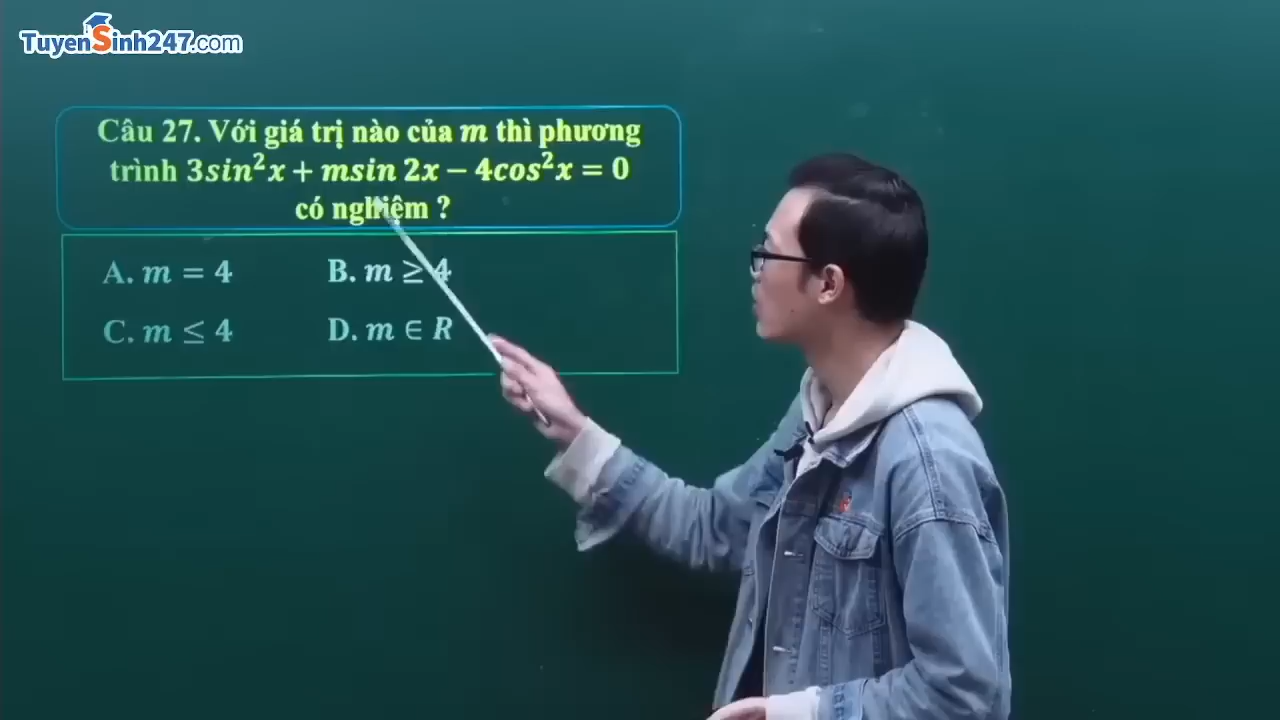 TuyenSinh247.com
Câu 27. Với giá trị nào của m thì phương
trình 3sin²x + msin 2x − 4cos²x = 0
có nghiệm ?
A. m = 4 B. m ≥ 4
C. m ≤ 4 D. m ∈ R